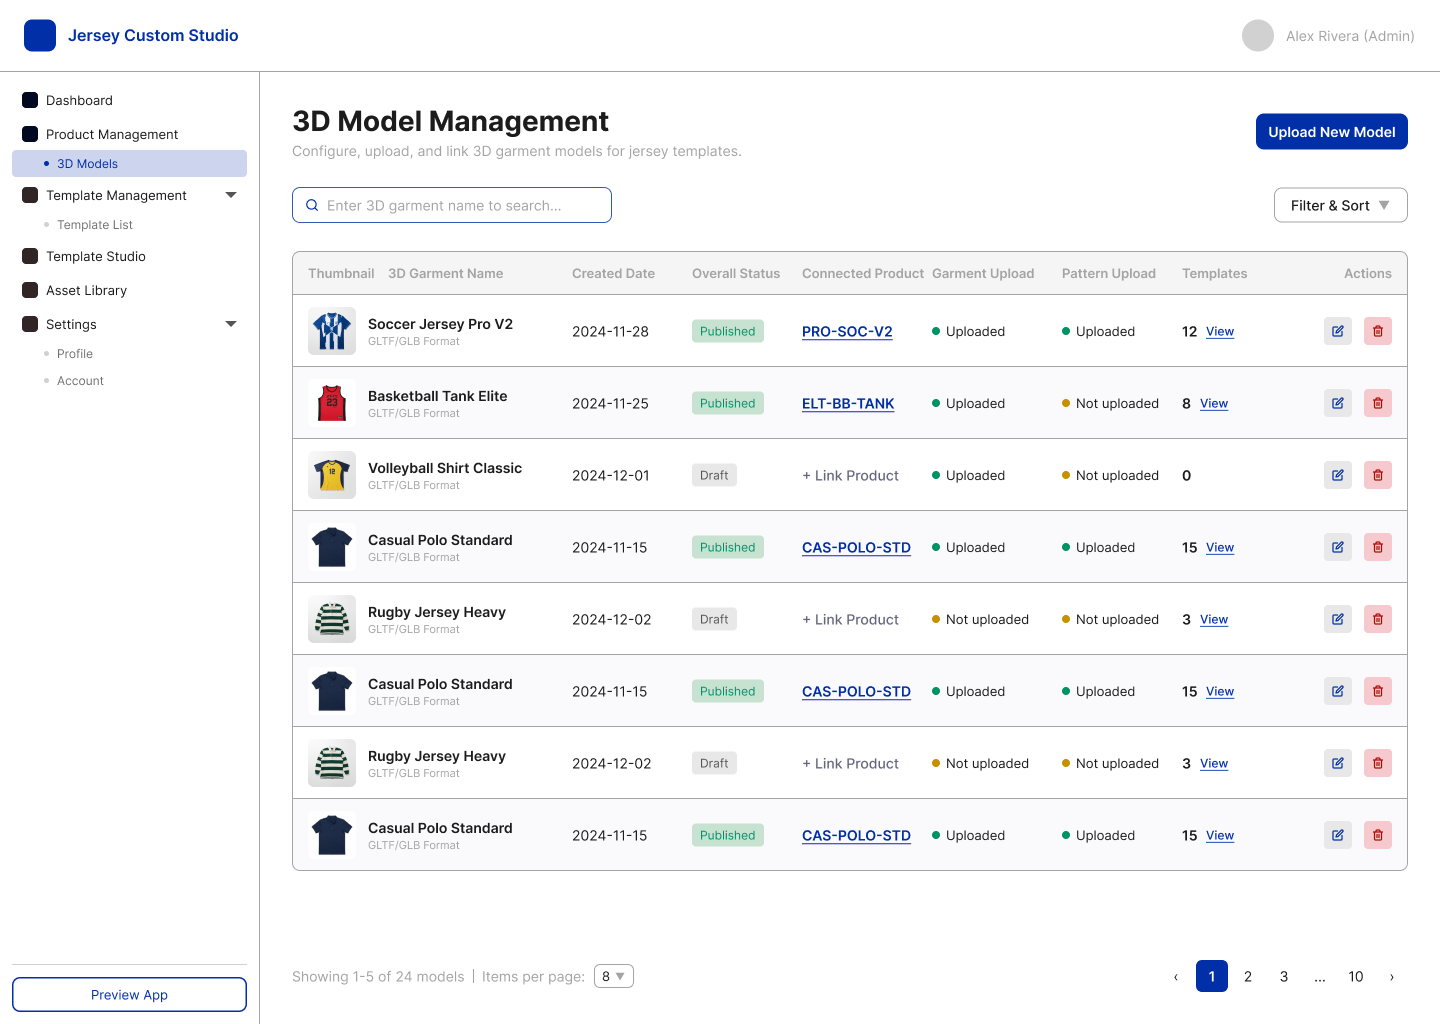 Jersey Custom Studio
Alex Rivera (Admin)
Dashboard
Product Management
3D Models
Template Management
Template List
Template Studio
Asset Library
Settings
Profile
Account
Preview App
3D Model Management
Configure, upload, and link 3D garment models for jersey templates.
Upload New Model
Enter 3D garment name to search...
Filter & Sort
Thumbnail 3D Garment Name Created Date Overall Status Connected Product Garment Upload Pattern Upload Templates Actions
Soccer Jersey Pro V2
GLTF/GLB Format
2024-11-28 Published PRO-SOC-V2 Uploaded Uploaded 12 View
23
Basketball Tank Elite
GLTF/GLB Format
2024-11-25 Published ELT-BB-TANK Uploaded Not uploaded 8 View
12
Volleyball Shirt Classic
GLTF/GLB Format
2024-12-01 Draft + Link Product Uploaded Not uploaded 0
Casual Polo Standard
GLTF/GLB Format
2024-11-15 Published CAS-POLO-STD Uploaded Uploaded 15 View
Rugby Jersey Heavy
GLTF/GLB Format
2024-12-02 Draft + Link Product Not uploaded Not uploaded 3 View
Casual Polo Standard
GLTF/GLB Format
2024-11-15 Published CAS-POLO-STD Uploaded Uploaded 15 View
Rugby Jersey Heavy
GLTF/GLB Format
2024-12-02 Draft + Link Product Not uploaded Not uploaded 3 View
Casual Polo Standard
GLTF/GLB Format
2024-11-15 Published CAS-POLO-STD Uploaded Uploaded 15 View
Showing 1-5 of 24 models | Items per page: 8
‹ 1 2 3 ... 10 ›